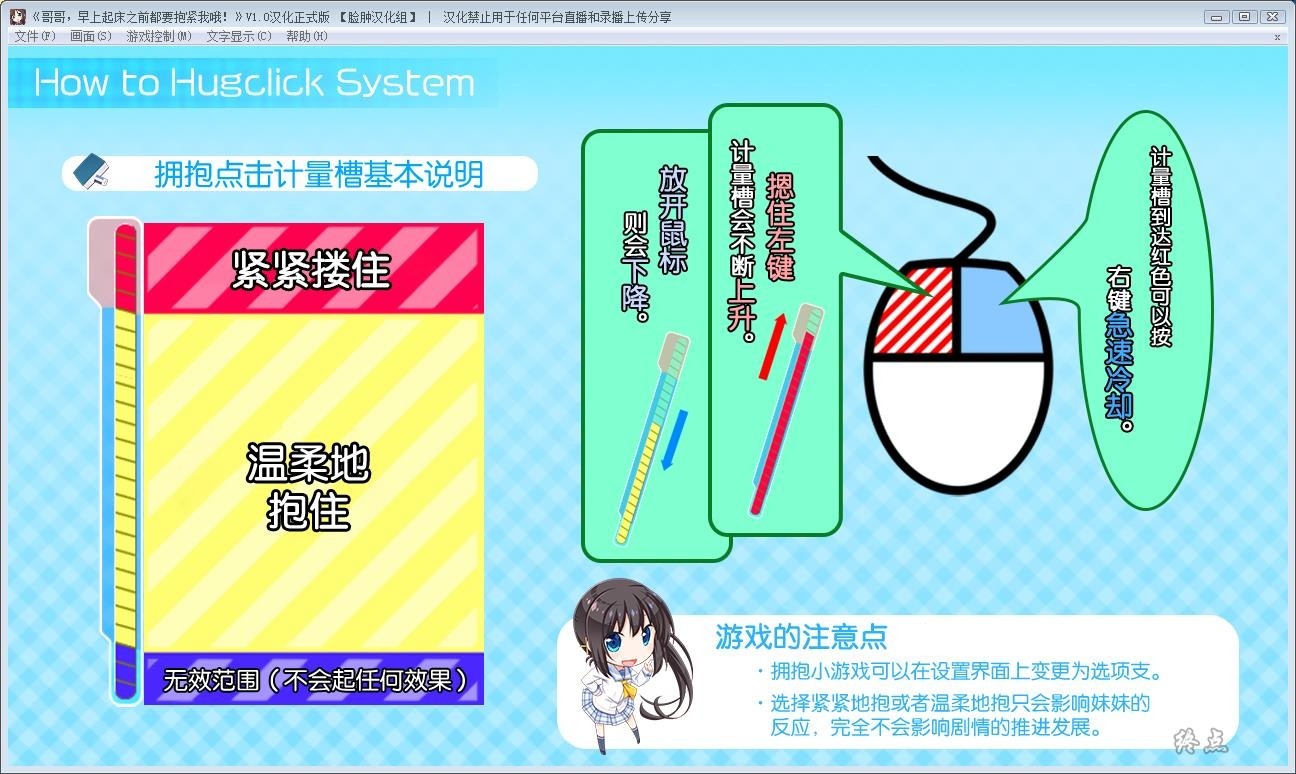 《哥哥，早上起床之前都要抱紧我哦！》V1.0汉化正式版 【脸肿汉化组】 | 汉化禁止用于任何平台直播和录播上传分享
文件(F) 画面(S) 游戏控制(M) 文字显示(C) 帮助(H)
How to Hugclick System
拥抱点击计量槽基本说明
紧紧搂住
温柔地
抱住
无效范围（不会起任何效果）
放开鼠标
则会下降。
摁住左键
计量槽会不断上升。
计量槽到达红色可以按
右键急速冷却。
游戏的注意点
·拥抱小游戏可以在设置界面上变更为选项支。
·选择紧紧地抱或者温柔地抱只会影响妹妹的
反应，完全不会影响剧情的推进发展。
终点